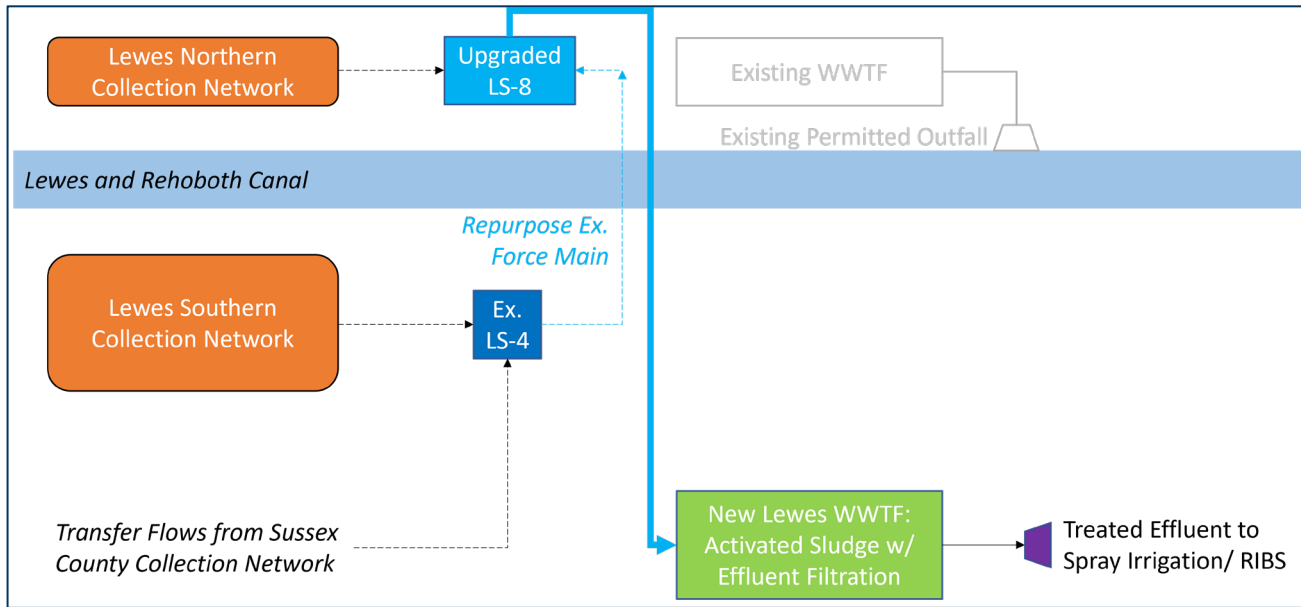 Lewes Northern
Collection Network
Upgraded
LS-8
Existing WWTF
Existing Permitted Outfall
Lewes and Rehoboth Canal
Repurpose Ex.
Force Main
Lewes Southern
Collection Network
Ex.
LS-4
Transfer Flows from Sussex
County Collection Network
New Lewes WWTF:
Activated Sludge w/
Effluent Filtration
Treated Effluent to
Spray Irrigation/ RIBS